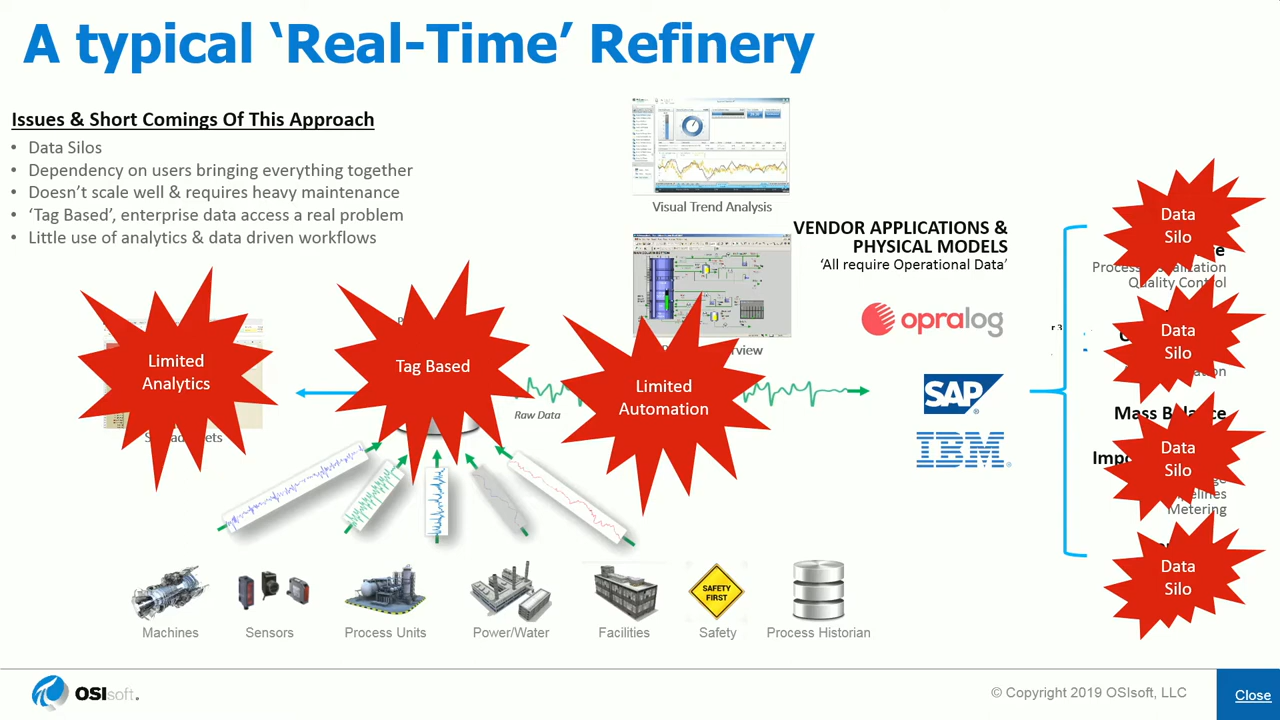 A typical ‘Real-Time’ Refinery
Issues & Short Comings Of This Approach
• Data Silos
• Dependency on users bringing everything together
• Doesn’t scale well & requires heavy maintenance
• ‘Tag Based’, enterprise data access a real problem
• Little use of analytics & data driven workflows
Visual Trend Analysis
VENDOR APPLICATIONS &
PHYSICAL MODELS
‘All require Operational Data’
opralog
SAP
IBM
Limited
Analytics
Tag Based
Raw Data
Limited
Automation
Data
Silo
Quality Control
Data
Silo
Mass Balance
Data
Silo
Metering
Data
Silo
SAFETY
FIRST
Machines
Sensors
Process Units
Power/Water
Facilities
Safety
Process Historian
OSIsoft.
© Copyright 2019 OSIsoft, LLC
Close